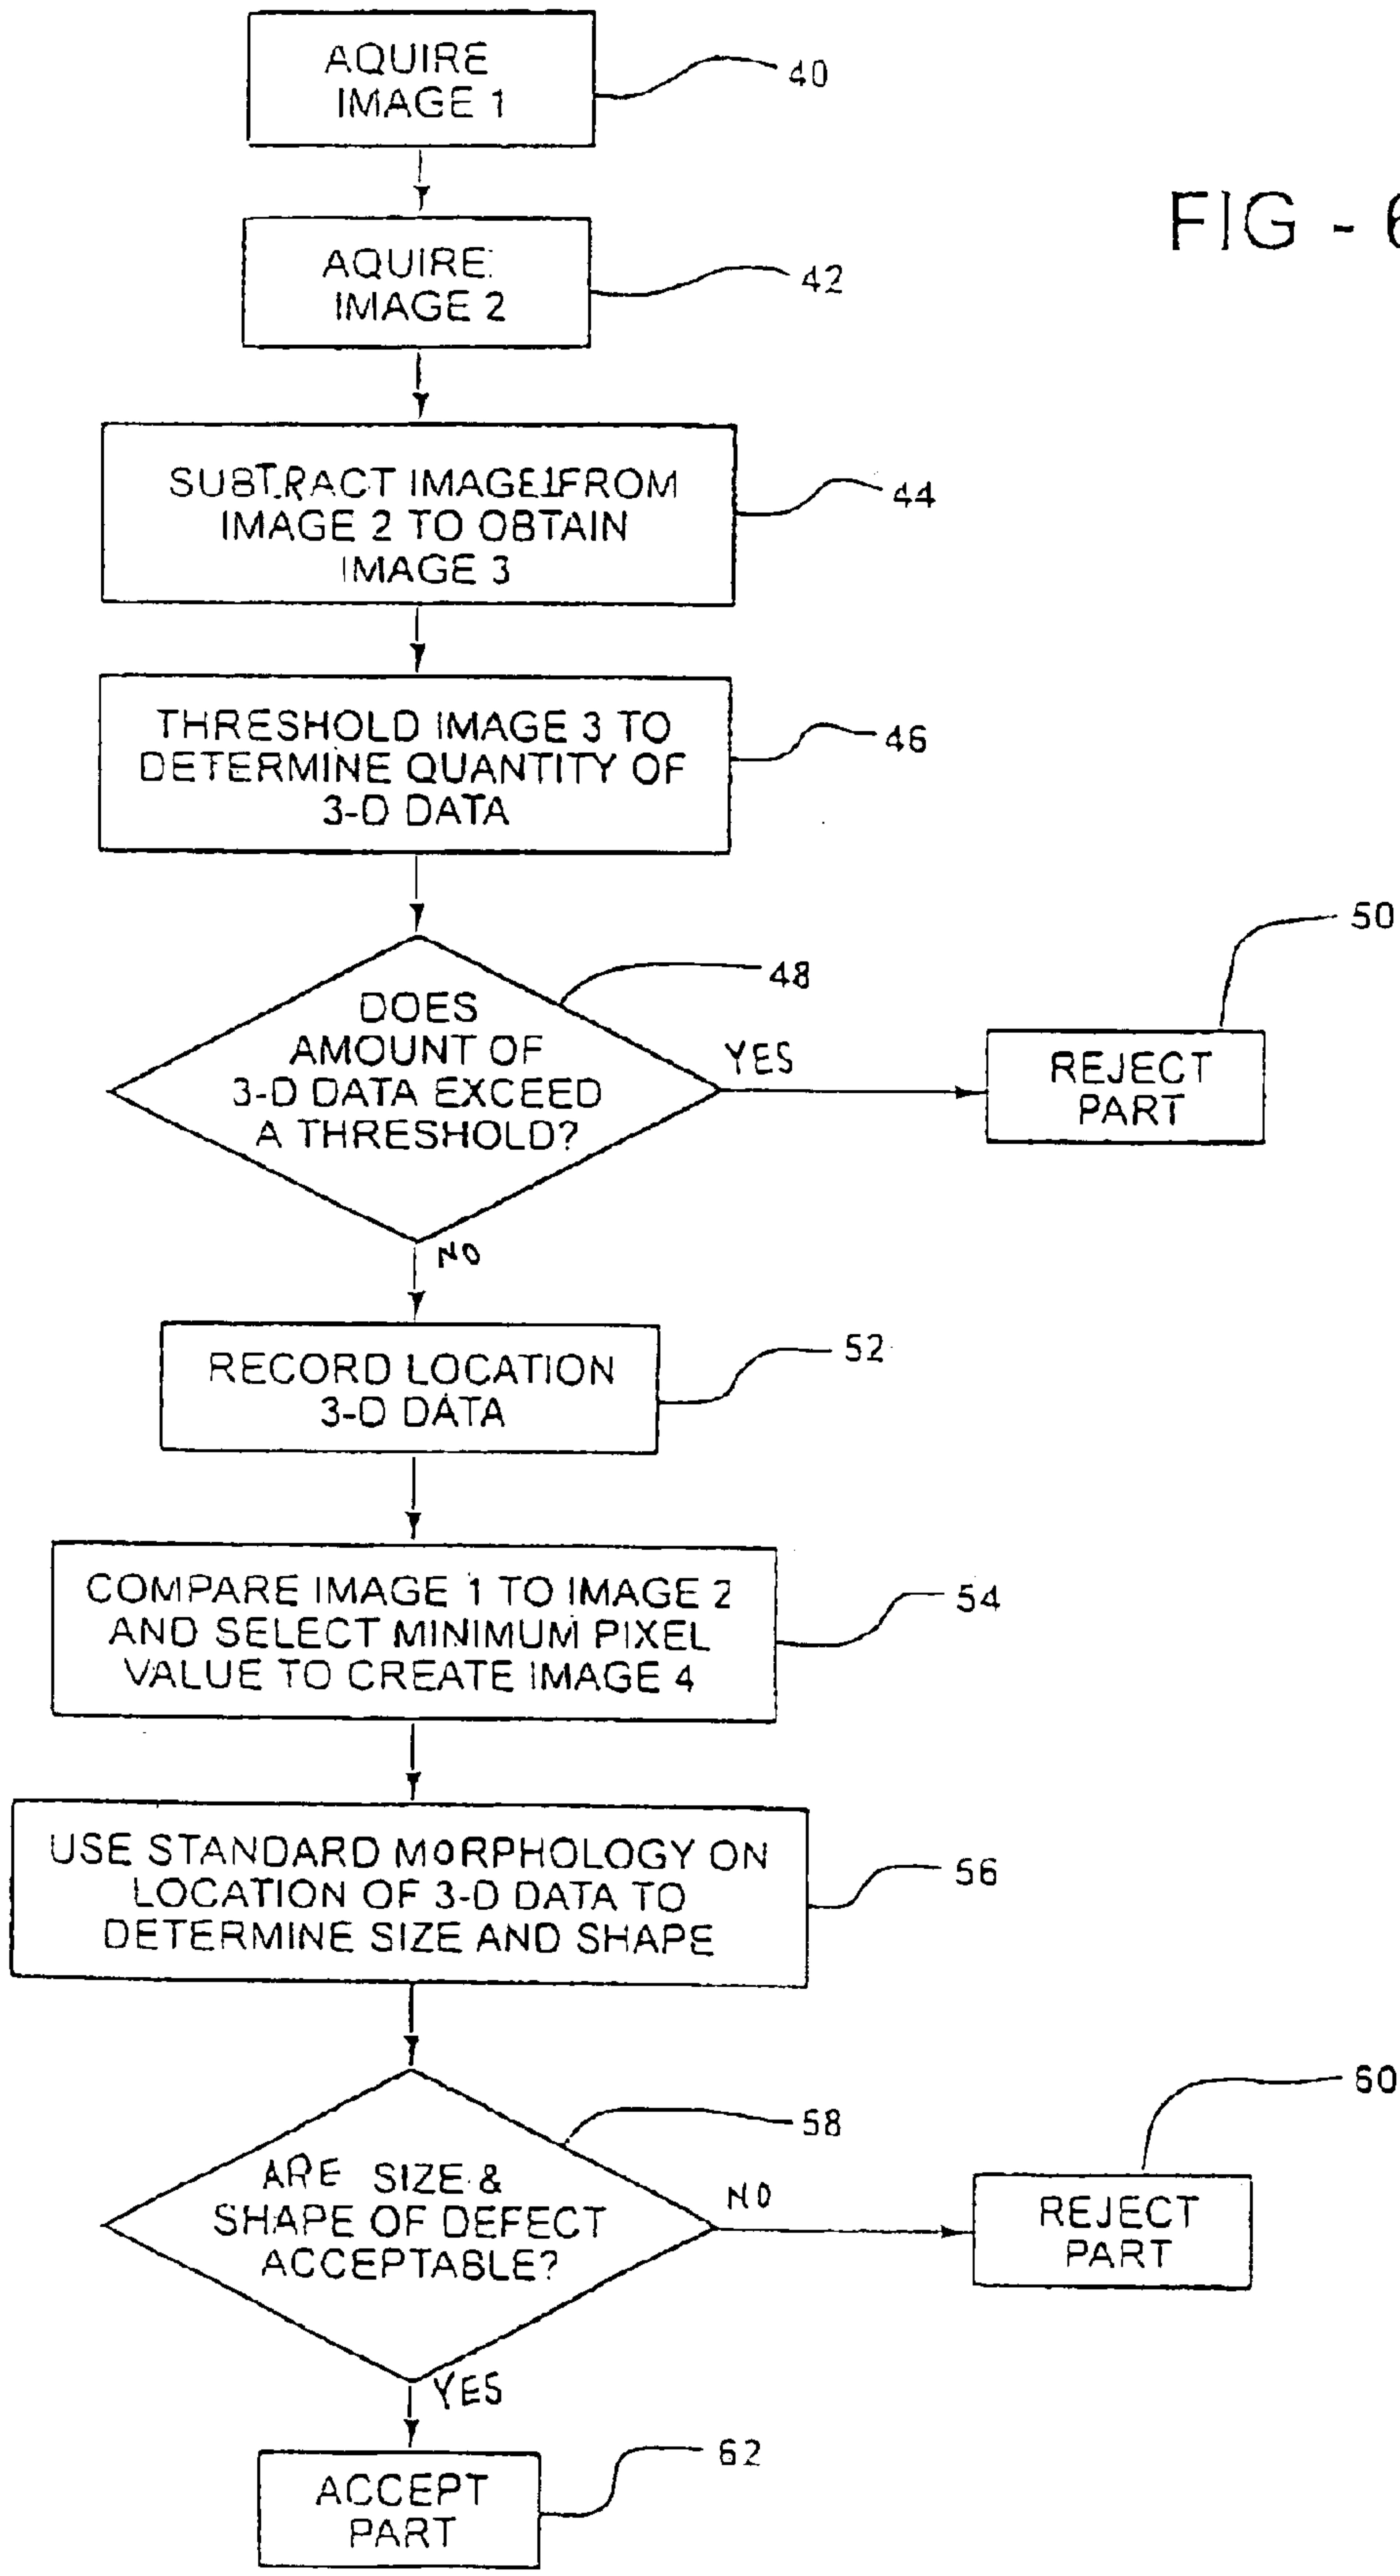 AQUIRE
IMAGE 1
40
FIG - 6
AQUIRE
IMAGE 2
42
SUBTRACT IMAGE 1 FROM
IMAGE 2 TO OBTAIN
IMAGE 3
44
THRESHOLD IMAGE 3 TO
DETERMINE QUANTITY OF
3-D DATA
46
DOES
AMOUNT OF
3-D DATA EXCEED
A THRESHOLD?
48
YES
REJECT
PART
50
NO
RECORD LOCATION
3-D DATA
52
COMPARE IMAGE 1 TO IMAGE 2
AND SELECT MINIMUM PIXEL
VALUE TO CREATE IMAGE 4
54
USE STANDARD MORPHOLOGY ON
LOCATION OF 3-D DATA TO
DETERMINE SIZE AND SHAPE
56
ARE SIZE &
SHAPE OF DEFECT
ACCEPTABLE?
58
NO
REJECT
PART
60
YES
ACCEPT
PART
62